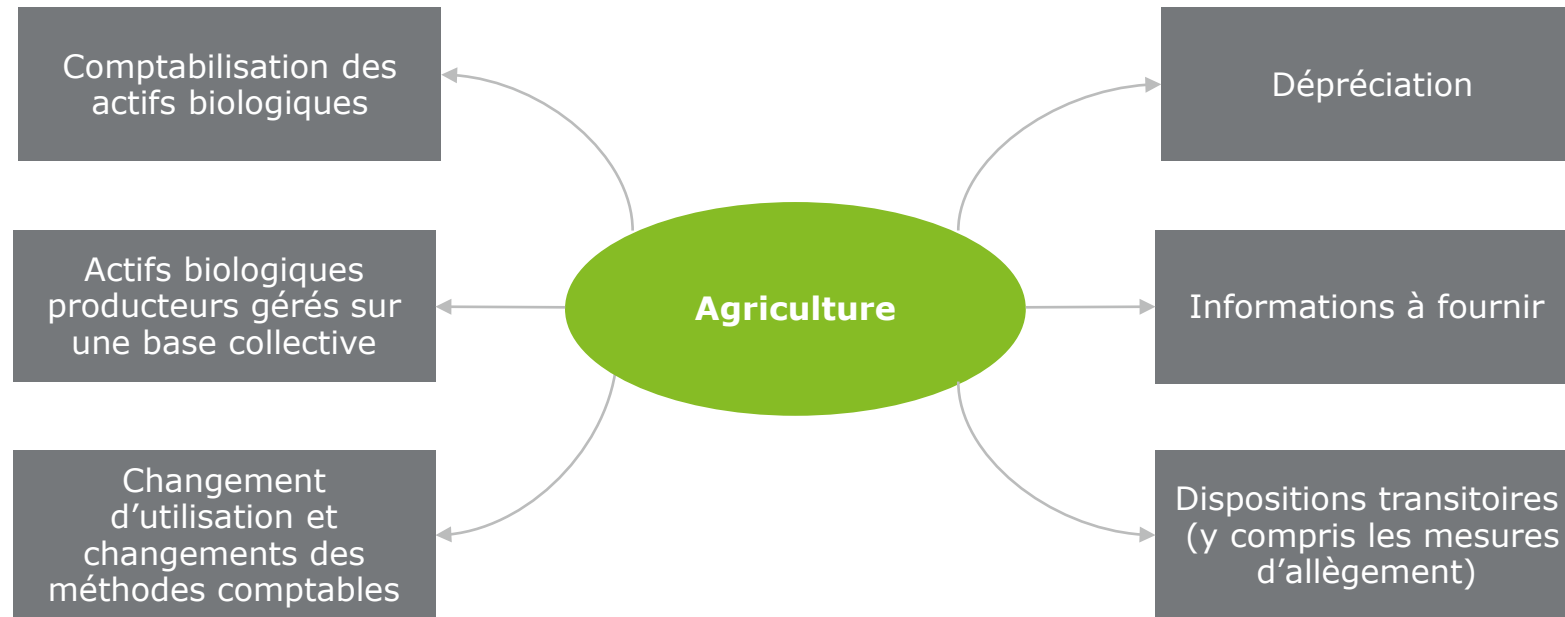 Comptabilisation des
actifs biologiques
Actifs biologiques
producteurs gérés sur
une base collective
Changement
d’utilisation et
changements des
méthodes comptables
Agriculture
Dépréciation
Informations à fournir
Dispositions transitoires
(y compris les mesures
d’allègement)